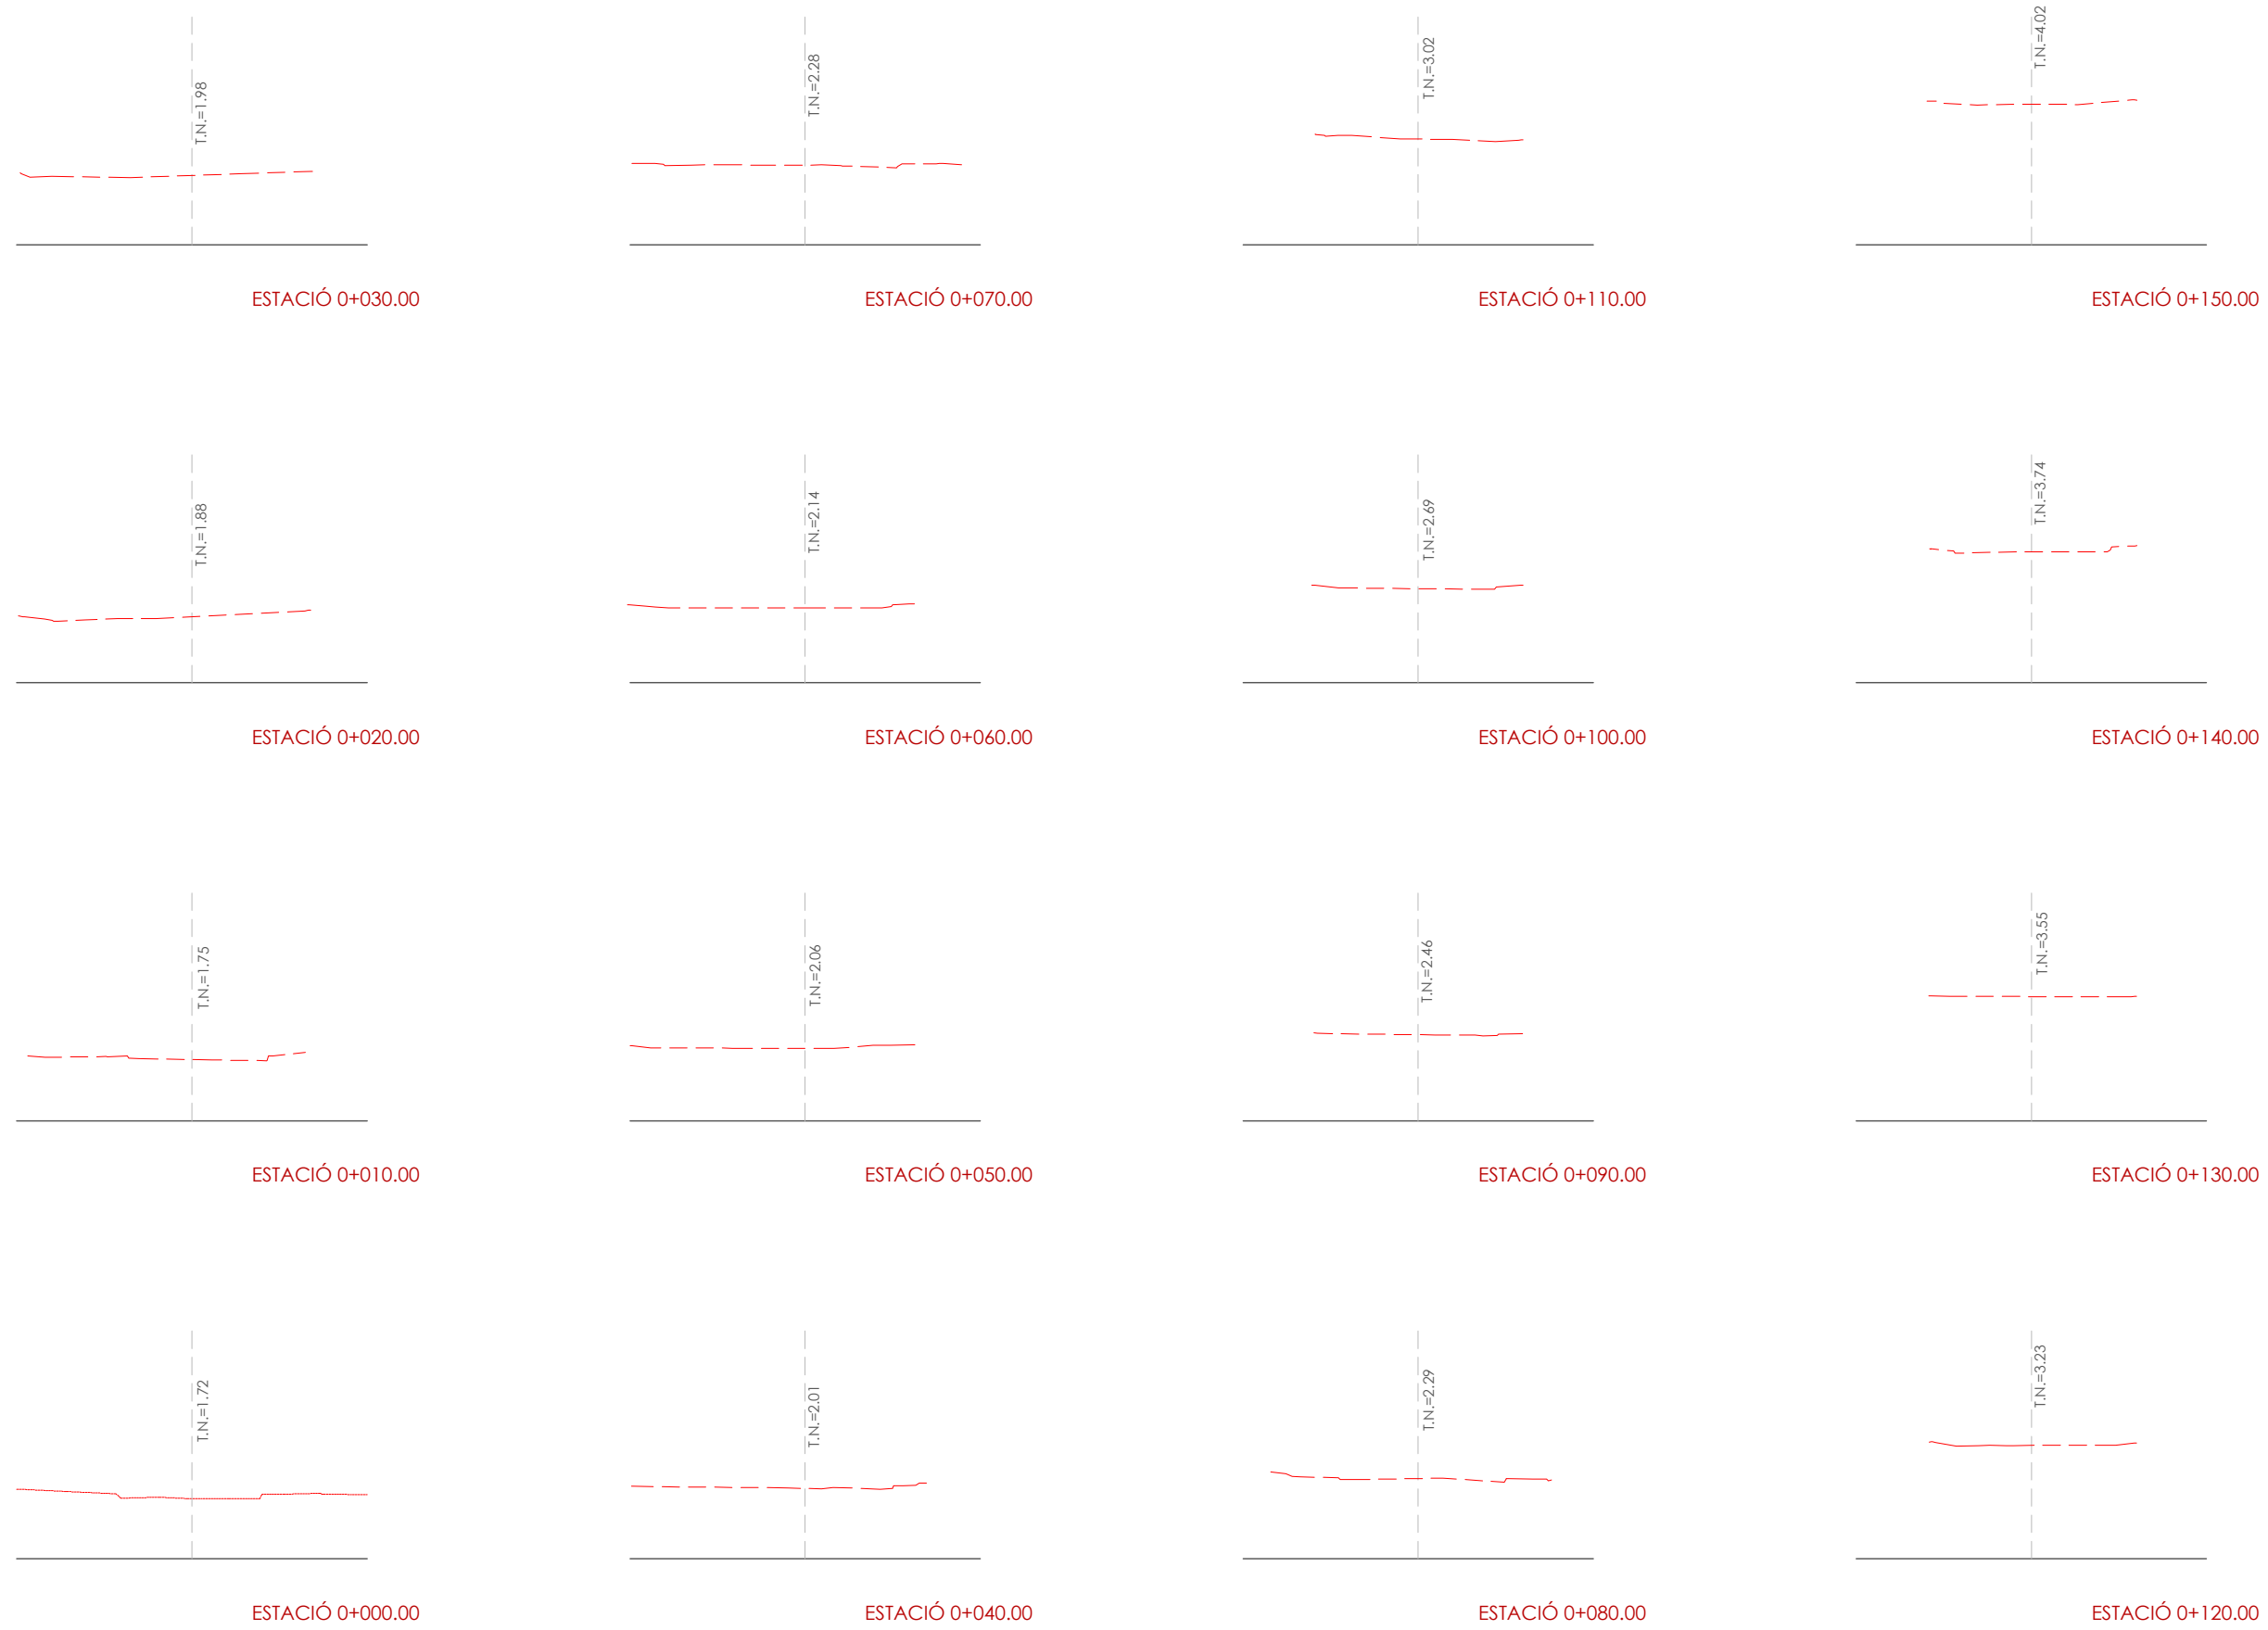 T.N.=1.98
T.N.=2.28
T.N.=3.02
T.N.=4.02
ESTACIÓ 0+030.00
ESTACIÓ 0+070.00
ESTACIÓ 0+110.00
ESTACIÓ 0+150.00
T.N.=1.88
T.N.=2.14
T.N.=2.69
T.N.=3.74
ESTACIÓ 0+020.00
ESTACIÓ 0+060.00
ESTACIÓ 0+100.00
ESTACIÓ 0+140.00
T.N.=1.75
T.N.=2.06
T.N.=2.46
T.N.=3.55
ESTACIÓ 0+010.00
ESTACIÓ 0+050.00
ESTACIÓ 0+090.00
ESTACIÓ 0+130.00
T.N.=1.72
T.N.=2.01
T.N.=2.29
T.N.=3.23
ESTACIÓ 0+000.00
ESTACIÓ 0+040.00
ESTACIÓ 0+080.00
ESTACIÓ 0+120.00